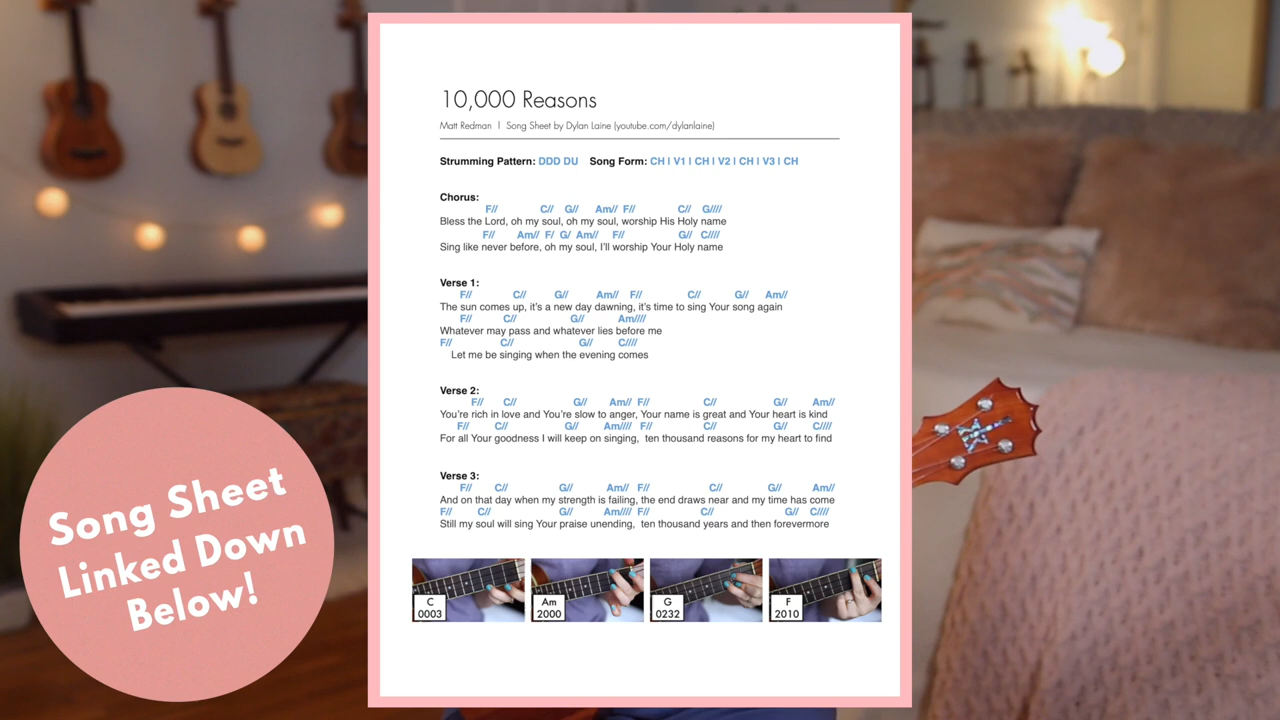 10,000 Reasons
Matt Redman | Song Sheet by Dylan Laine (youtube.com/dylanlaine)
Strumming Pattern: DDD DU Song Form: CH | V1 | CH | V2 | CH | V3 | CH
Chorus:
F// C// G// Am// F// C// G////
Bless the Lord, oh my soul, oh my soul, worship His Holy name
F// Am// F/ G/ Am// F// G// C////
Sing like never before, oh my soul, I'll worship Your Holy name
Verse 1:
F// C// G// Am// F// C// G// Am//
The sun comes up, it's a new day dawning, it's time to sing Your song again
F// C// G// Am////
Whatever may pass and whatever lies before me
F// C// G// C////
Let me be singing when the evening comes
Verse 2:
F// C// G// Am// F// C// G// Am//
You're rich in love and You're slow to anger, Your name is great and Your heart is kind
F// C// G// Am//// F// C// G// C////
For all Your goodness I will keep on singing, ten thousand reasons for my heart to find
Verse 3:
F// C// G// Am// F// C// G// Am//
And on that day when my strength is failing, the end draws near and my time has come
F// C// G// Am//// F// C// G// C////
Still my soul will sing Your praise unending, ten thousand years and then forevermore
C
0003
Am
2000
G
0232
F
2010
Song Sheet
Linked Down
Below!